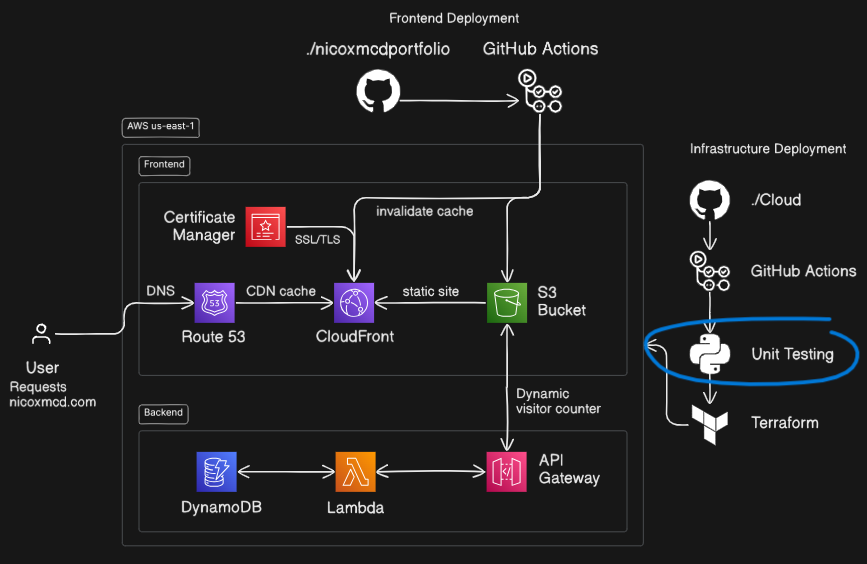 Frontend Deployment
./nicoxmcdportfolio
GitHub Actions
AWS us-east-1
Infrastructure Deployment
Frontend
./Cloud
Certificate
Manager
invalidate cache
SSL/TLS
GitHub Actions
DNS
53
CDN cache
static site
S3
Bucket
Route 53
CloudFront
Unit Testing
User
Requests
nicoxmcd.com
Dynamic
visitor counter
Backend
Terraform
API
Gateway
DynamoDB
Lambda